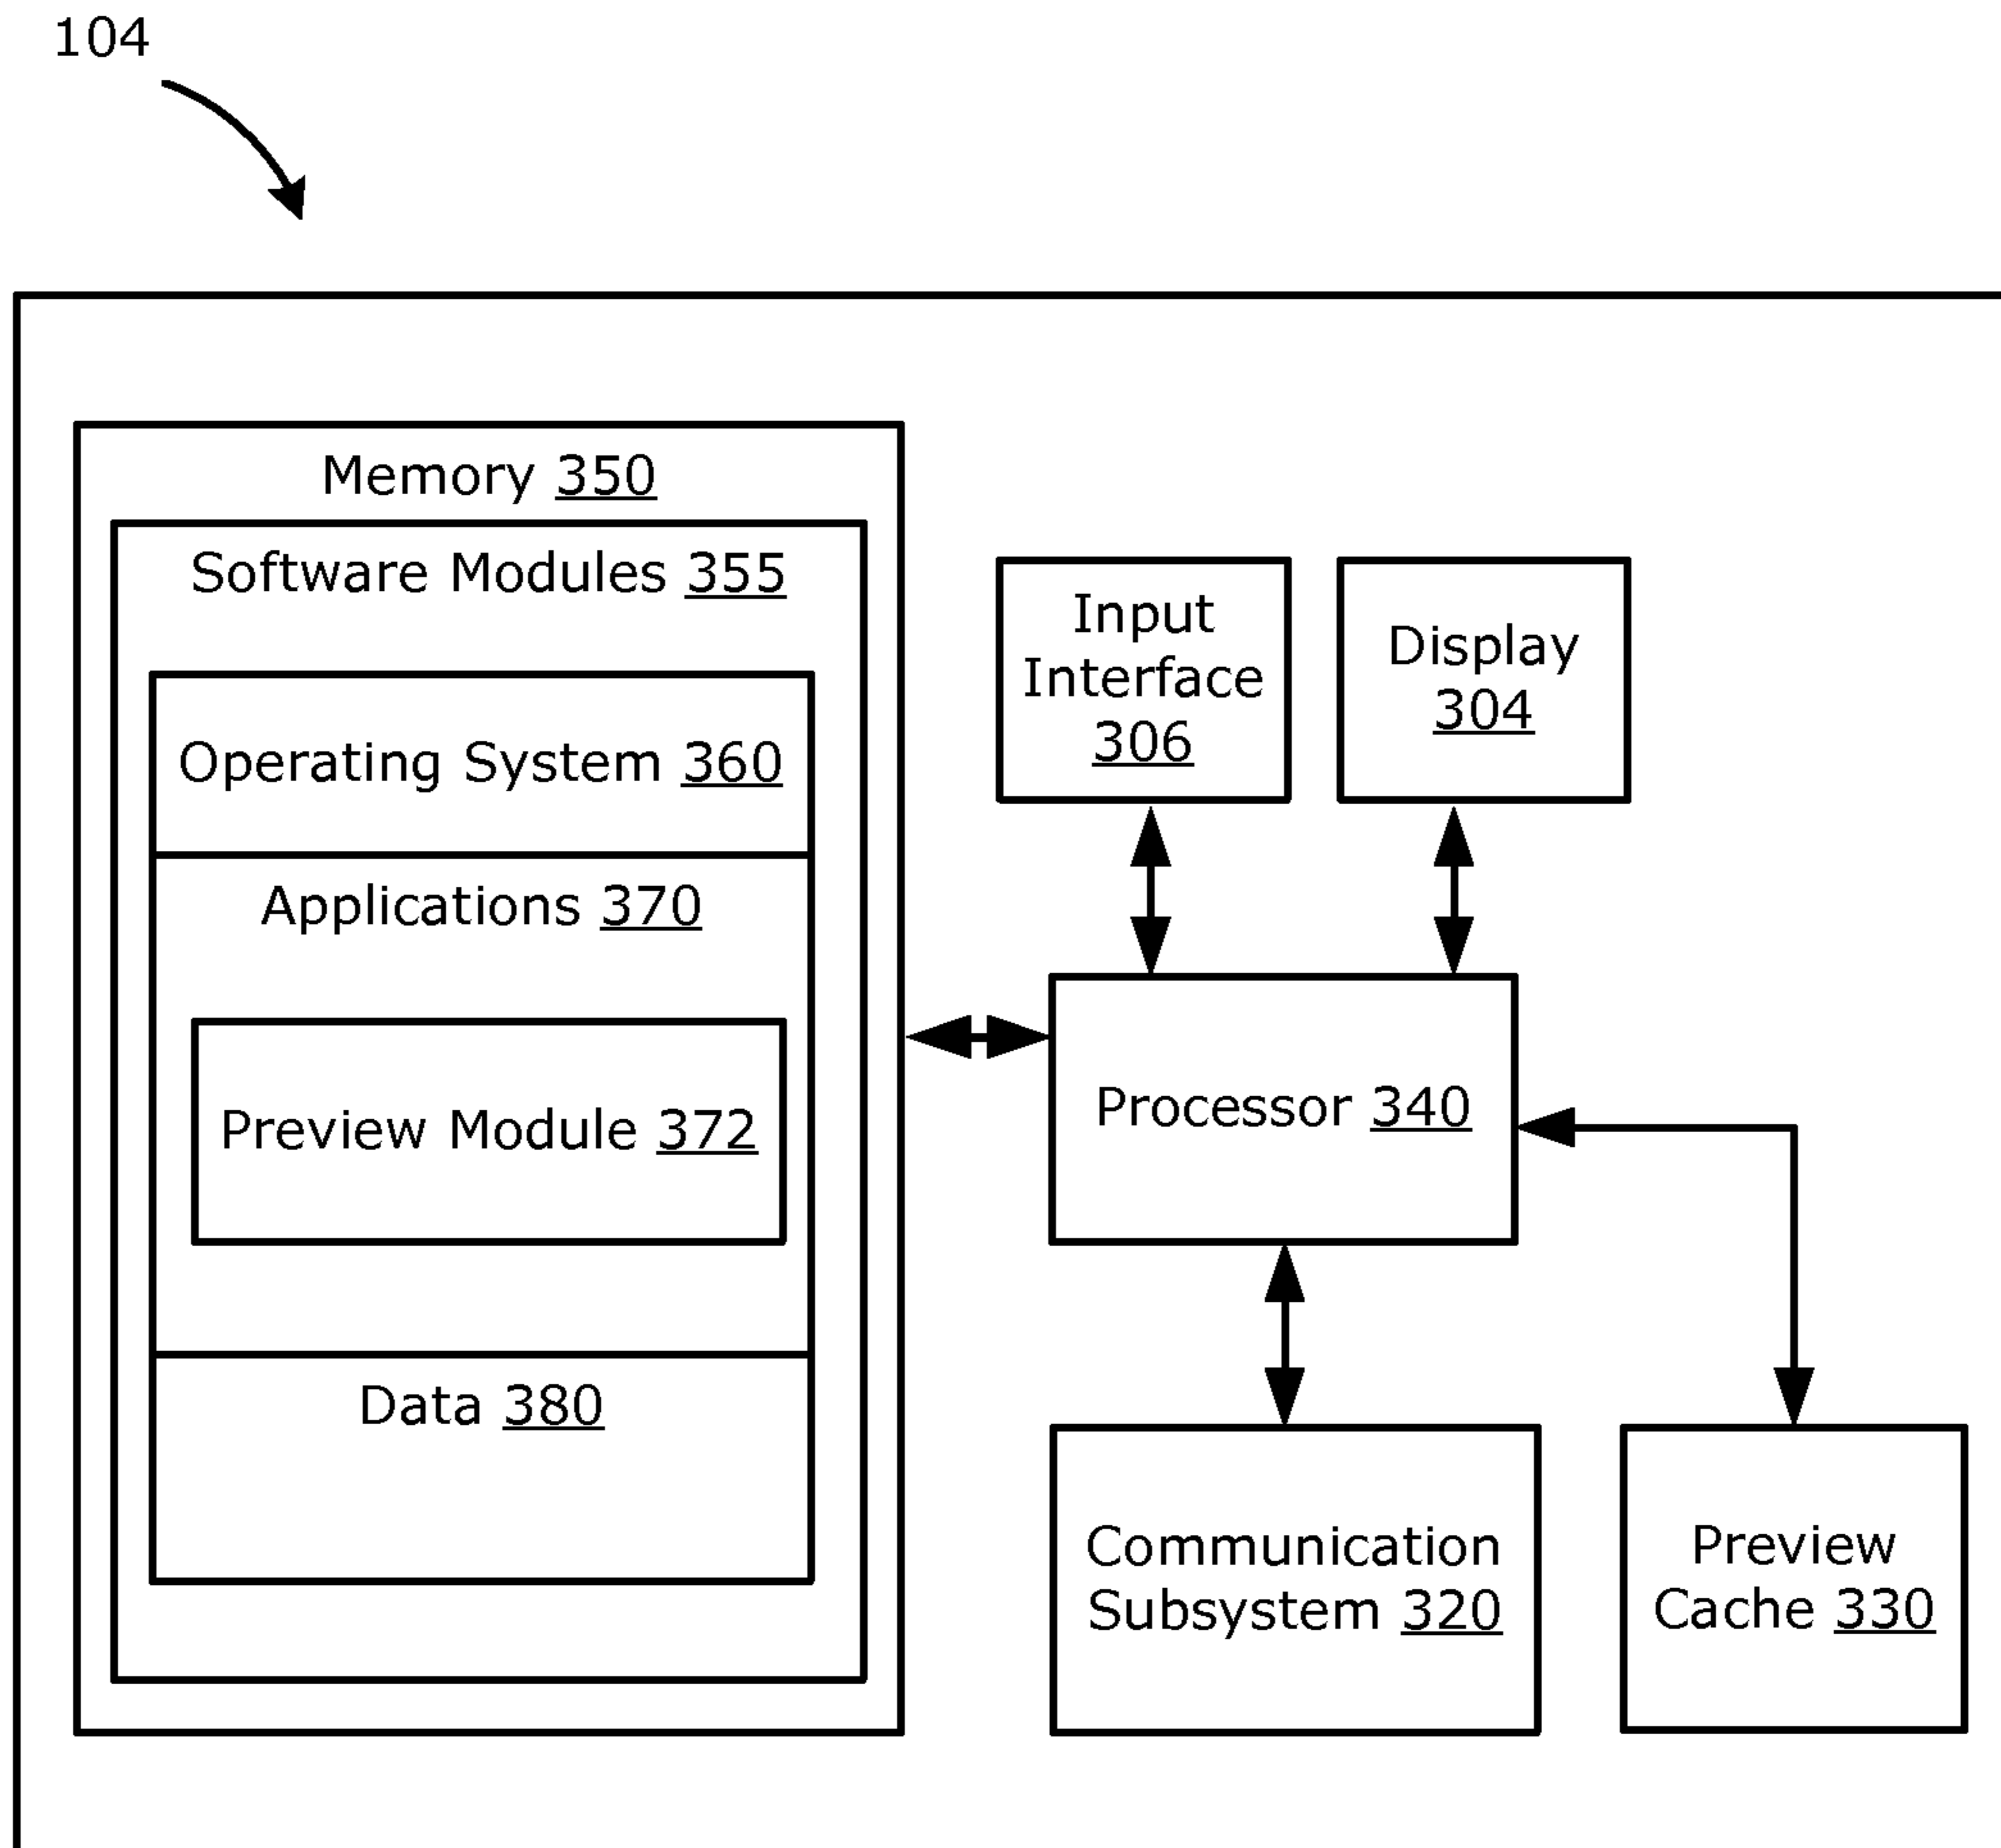 104
Memory 350
Software Modules 355
Operating System 360
Applications 370
Preview Module 372
Data 380
Input
Interface
306
Display
304
Processor 340
Communication
Subsystem 320
Preview
Cache 330